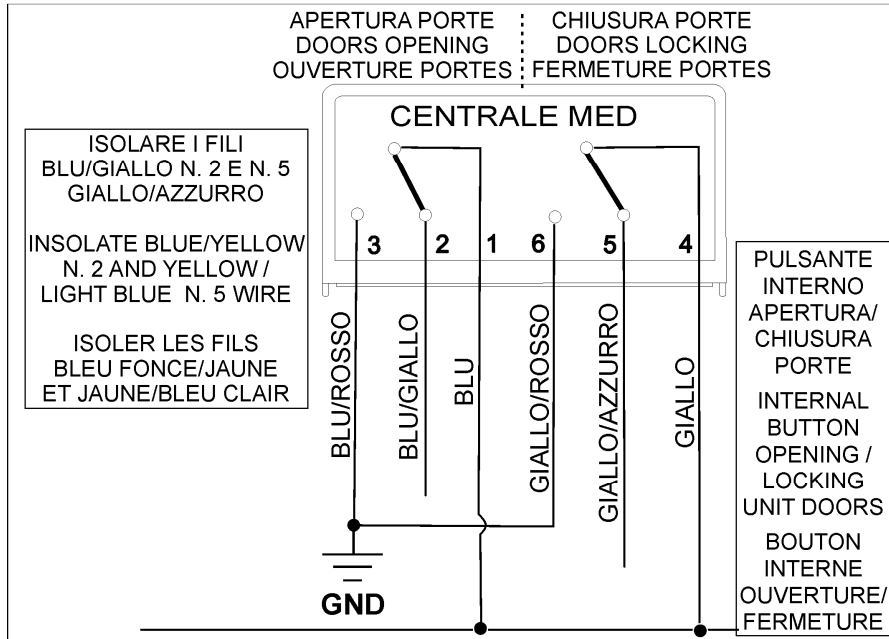 APERTURA PORTE
DOORS OPENING
OUVERTURE PORTES
CHIUSURA PORTE
DOORS LOCKING
FERMETURE PORTES
CENTRALE MED
ISOLARE I FILI
BLU/GIALLO N. 2 E N. 5
GIALLO/AZZURRO
INSOLATE BLUE/YELLOW
N. 2 AND YELLOW /
LIGHT BLUE N. 5 WIRE
ISOLER LES FILS
BLEU FONCE/JAUNE
ET JAUNE/BLEU CLAIR
3 2 1 6 5 4
BLU/ROSSO
BLU/GIALLO
BLU
GIALLO/ROSSO
GIALLO/AZZURRO
GIALLO
GND
PULSANTE
INTERNO
APERTURA/
CHIUSURA
PORTE
INTERNAL
BUTTON
OPENING /
LOCKING
UNIT DOORS
BOUTON
INTERNE
OUVERTURE/
FERMETURE